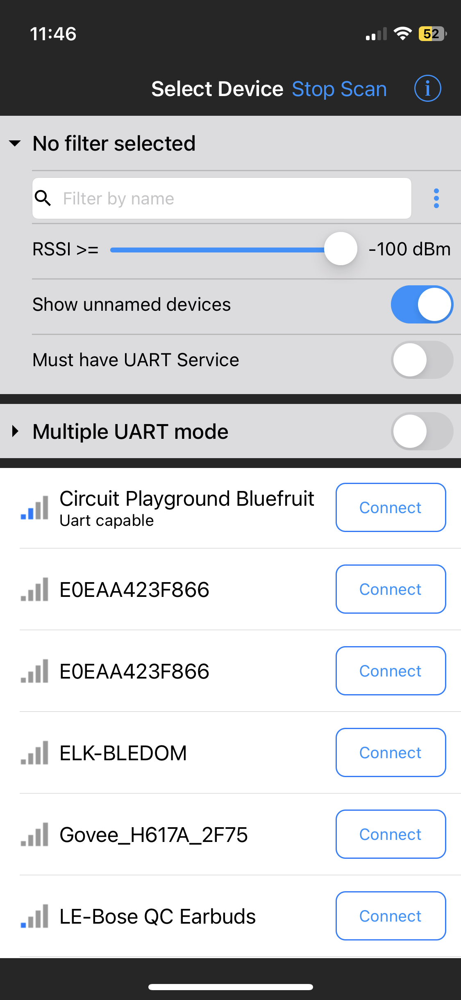 11:46
52
Select Device Stop Scan i
No filter selected
Filter by name
RSSI >= -100 dBm
Show unnamed devices
Must have UART Service
Multiple UART mode
Circuit Playground Bluefruit
Uart capable
Connect
E0EAA423F866
Connect
E0EAA423F866
Connect
ELK-BLEDOM
Connect
Govee_H617A_2F75
Connect
LE-Bose QC Earbuds
Connect